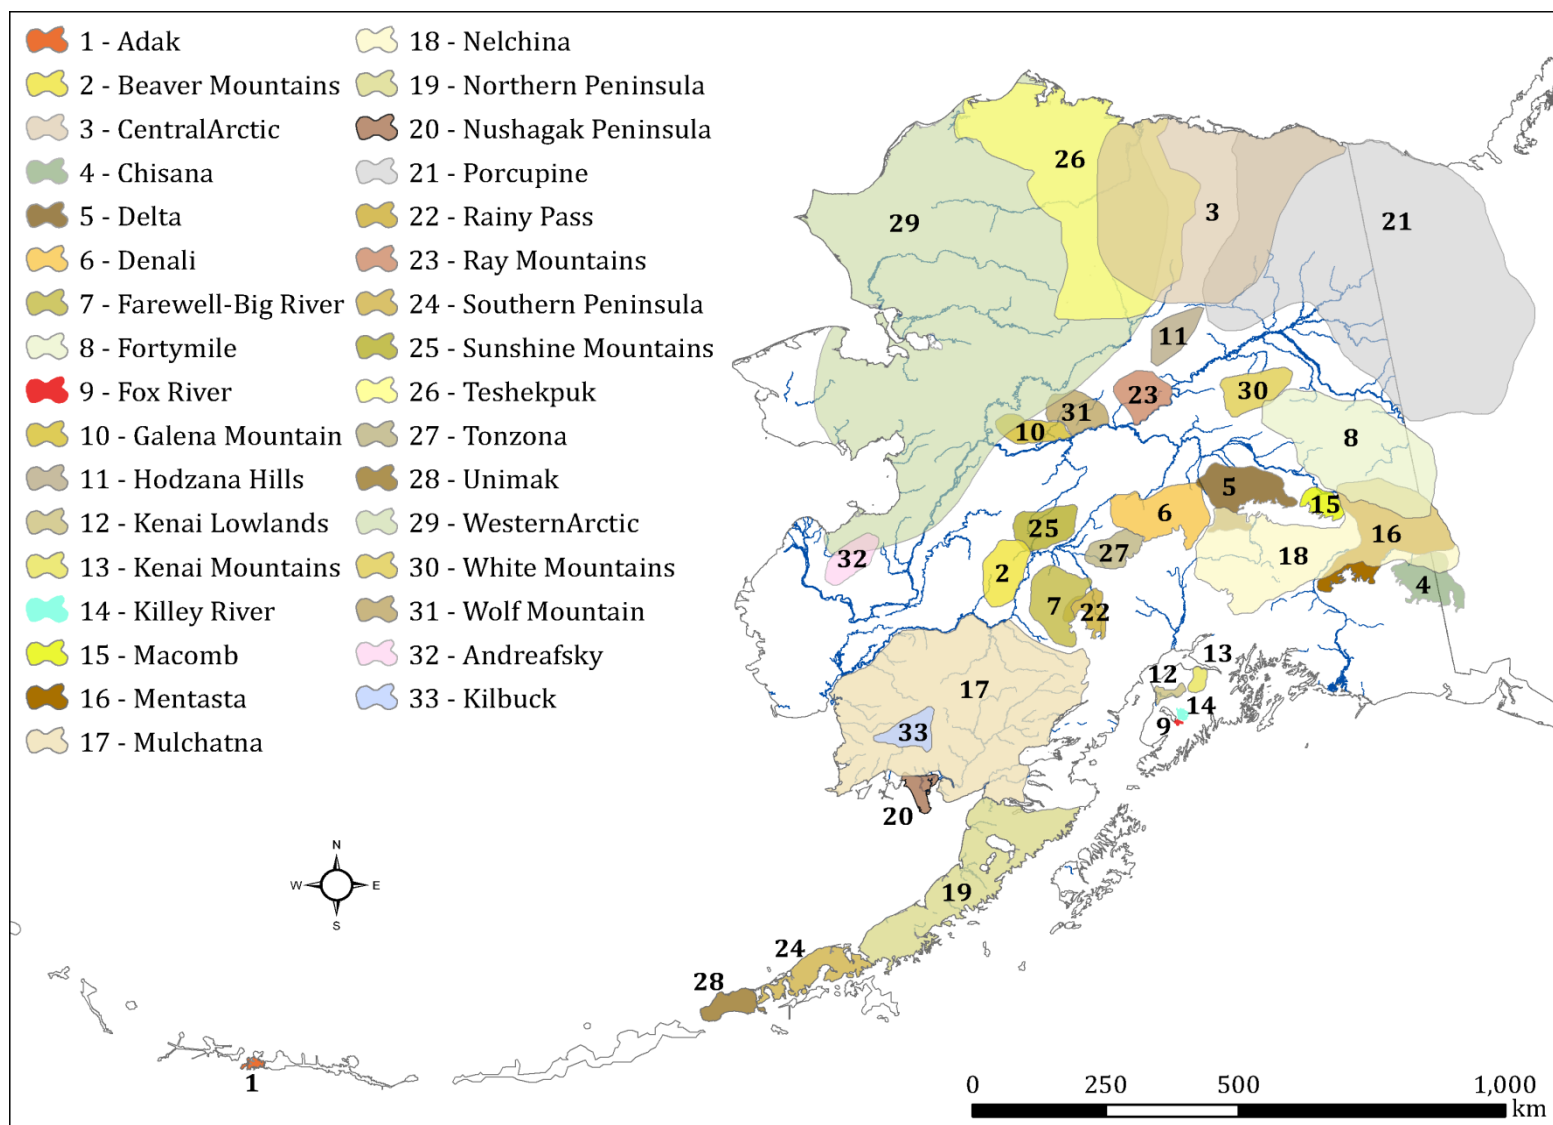 1 - Adak
2 - Beaver Mountains
3 - CentralArctic
4 - Chisana
5 - Delta
6 - Denali
7 - Farewell-Big River
8 - Fortymile
9 - Fox River
10 - Galena Mountain
11 - Hodzana Hills
12 - Kenai Lowlands
13 - Kenai Mountains
14 - Killey River
15 - Macomb
16 - Mentasta
17 - Mulchatna
18 - Nelchina
19 - Northern Peninsula
20 - Nushagak Peninsula
21 - Porcupine
22 - Rainy Pass
23 - Ray Mountains
24 - Southern Peninsula
25 - Sunshine Mountains
26 - Teshekpuk
27 - Tonzona
28 - Unimak
29 - WesternArctic
30 - White Mountains
31 - Wolf Mountain
32 - Andreafsky
33 - Kilbuck
26
3
29
21
11
23
30
31
10
8
5
15
6
25
16
27
18
32
2
4
7
22
13
12
17
14
9
33
20
19
24
28
1
N
W E
S
0 250 500 1,000
km